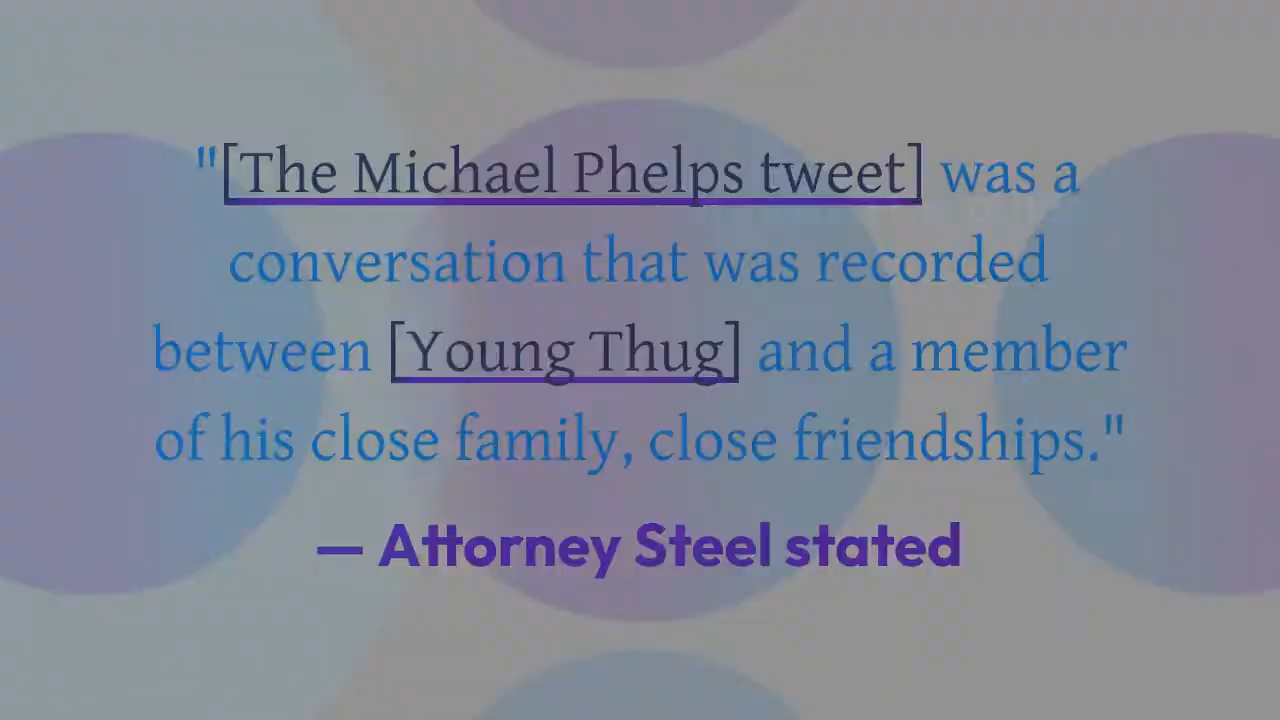 "[The Michael Phelps tweet] was a
conversation that was recorded
between [Young Thug] and a member
of his close family, close friendships."
— Attorney Steel stated